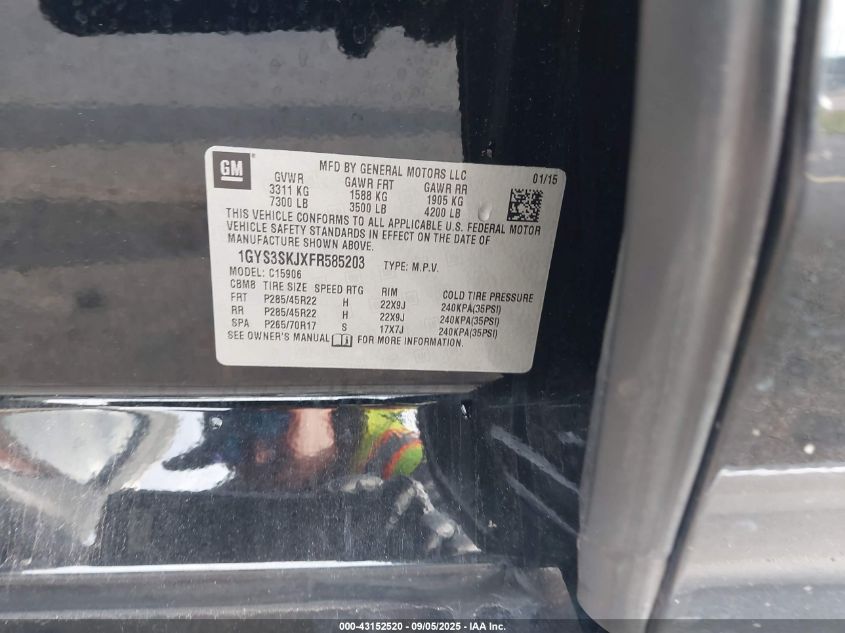 GM
MFD BY GENERAL MOTORS LLC
GVWR GAWR FRT GAWR RR 01/15
3311 KG 1588 KG 1905 KG
7300 LB 3500 LB 4200 LB
THIS VEHICLE CONFORMS TO ALL APPLICABLE U.S. FEDERAL MOTOR
VEHICLE SAFETY STANDARDS IN EFFECT ON THE DATE OF
MANUFACTURE SHOWN ABOVE.
1GYS3SKJXFR585203 TYPE: M.P.V.
MODEL: C15906
CBM8 TIRE SIZE SPEED RTG RIM COLD TIRE PRESSURE
FRT P285/45R22 H 22X9J 240KPA(35PSI)
RR P285/45R22 H 22X9J 240KPA(35PSI)
SPA P265/70R17 S 17X7J 240KPA(35PSI)
SEE OWNER'S MANUAL FOR MORE INFORMATION.
000-43152520 - 09/05/2025 - IAA Inc.